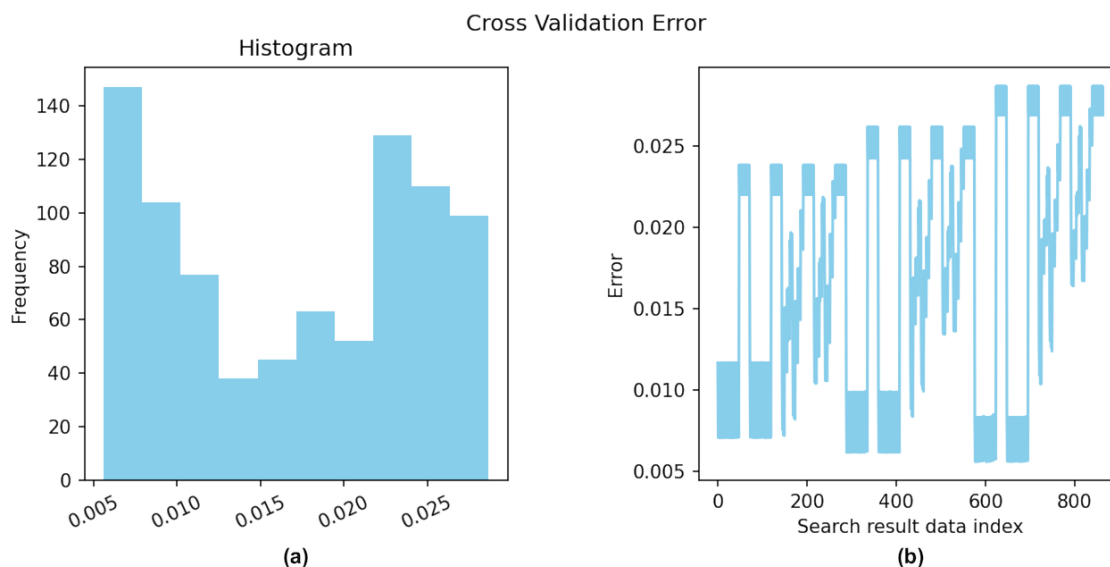 Cross Validation Error
Histogram
Frequency
140
120
100
80
60
40
20
0
0.005 0.010 0.015 0.020 0.025
(a)
Error
0.025
0.020
0.015
0.010
0.005
0 200 400 600 800
Search result data index
(b)